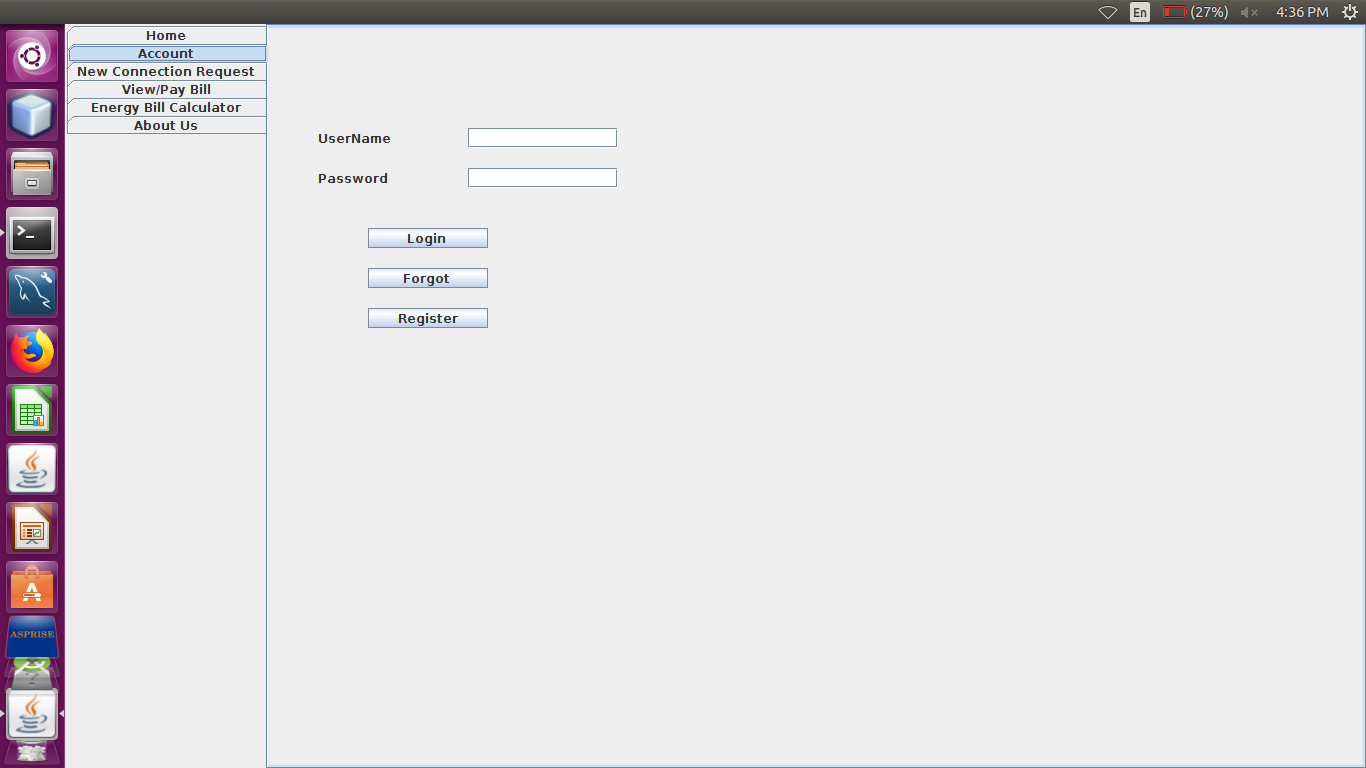 En (27%) 4:36 PM
Home
Account
New Connection Request
View/Pay Bill
Energy Bill Calculator
About Us
UserName
Password
Login
Forgot
Register
>_
A
ASPRISE
?